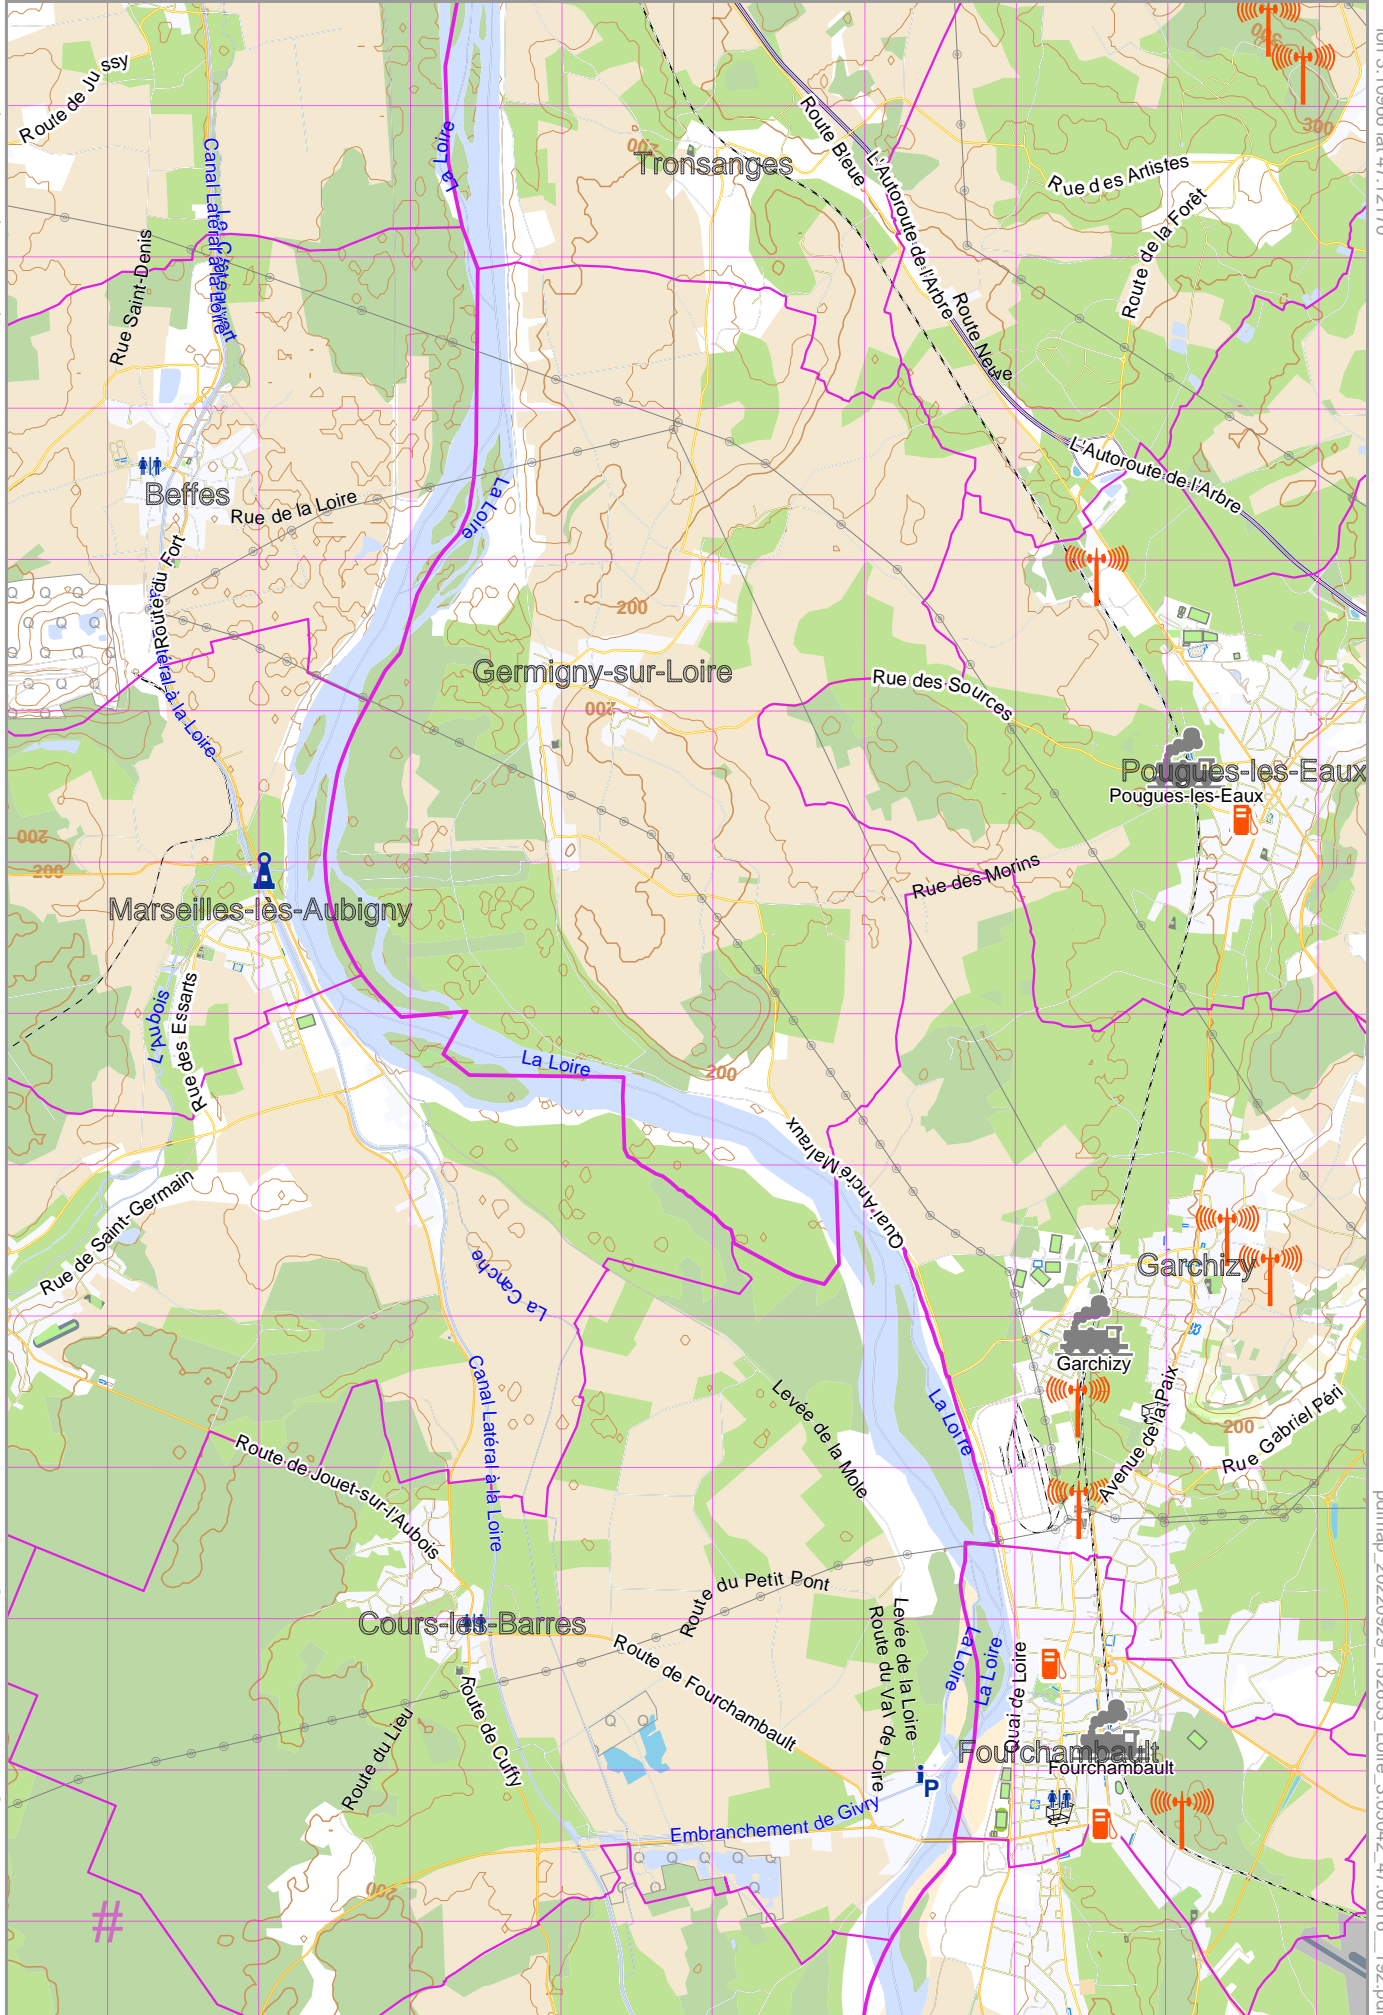 300
300
Route de Jussy
La Loire
Canal Latéral à la Loire
200
Tronsanges
Route Bleue
L'Autoroute de l'Arbre
Rue des Artistes
Route de la Forêt
Rue Saint-Denis
Route Neuve
L'Autoroute de l'Arbre
Beffes
Rue de la Loire
La Loire
Route du Fort
200
Germigny-sur-Loire
Rue des Sources
200
Pougues-les-Eaux
Pougues-les-Eaux
200
200
Rue des Morins
Marseilles-lès-Aubigny
L'Aubois
Rue des Essarts
La Loire
200
Quai André Malraux
Rue de Saint-Germain
La Canche
Garchizy
Garchizy
Canal Latéral à la Loire
Levée de la Mole
La Loire
Avenue de la Paix
200
Rue Gabriel Péri
Route de Jouet-sur-l'Aubois
Route du Petit Pont
Cours-les-Barres
Levée de la Loire
Route du Val de Loire
La Loire
La Loire
Quai de Loire
Route de Fourchambault
Route de Cuffy
Route du Lieu
Fourchambault
Fourchambault
i
P
Embranchement de Givry
200
#